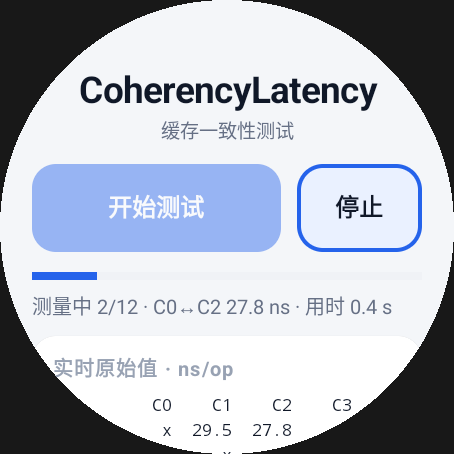 CoherencyLatency
缓存一致性测试
开始测试
停止
测量中 2/12 · C0↔C2 27.8 ns · 用时 0.4 s
实时原始值 · ns/op
C0 C1 C2 C3
x 29.5 27.8